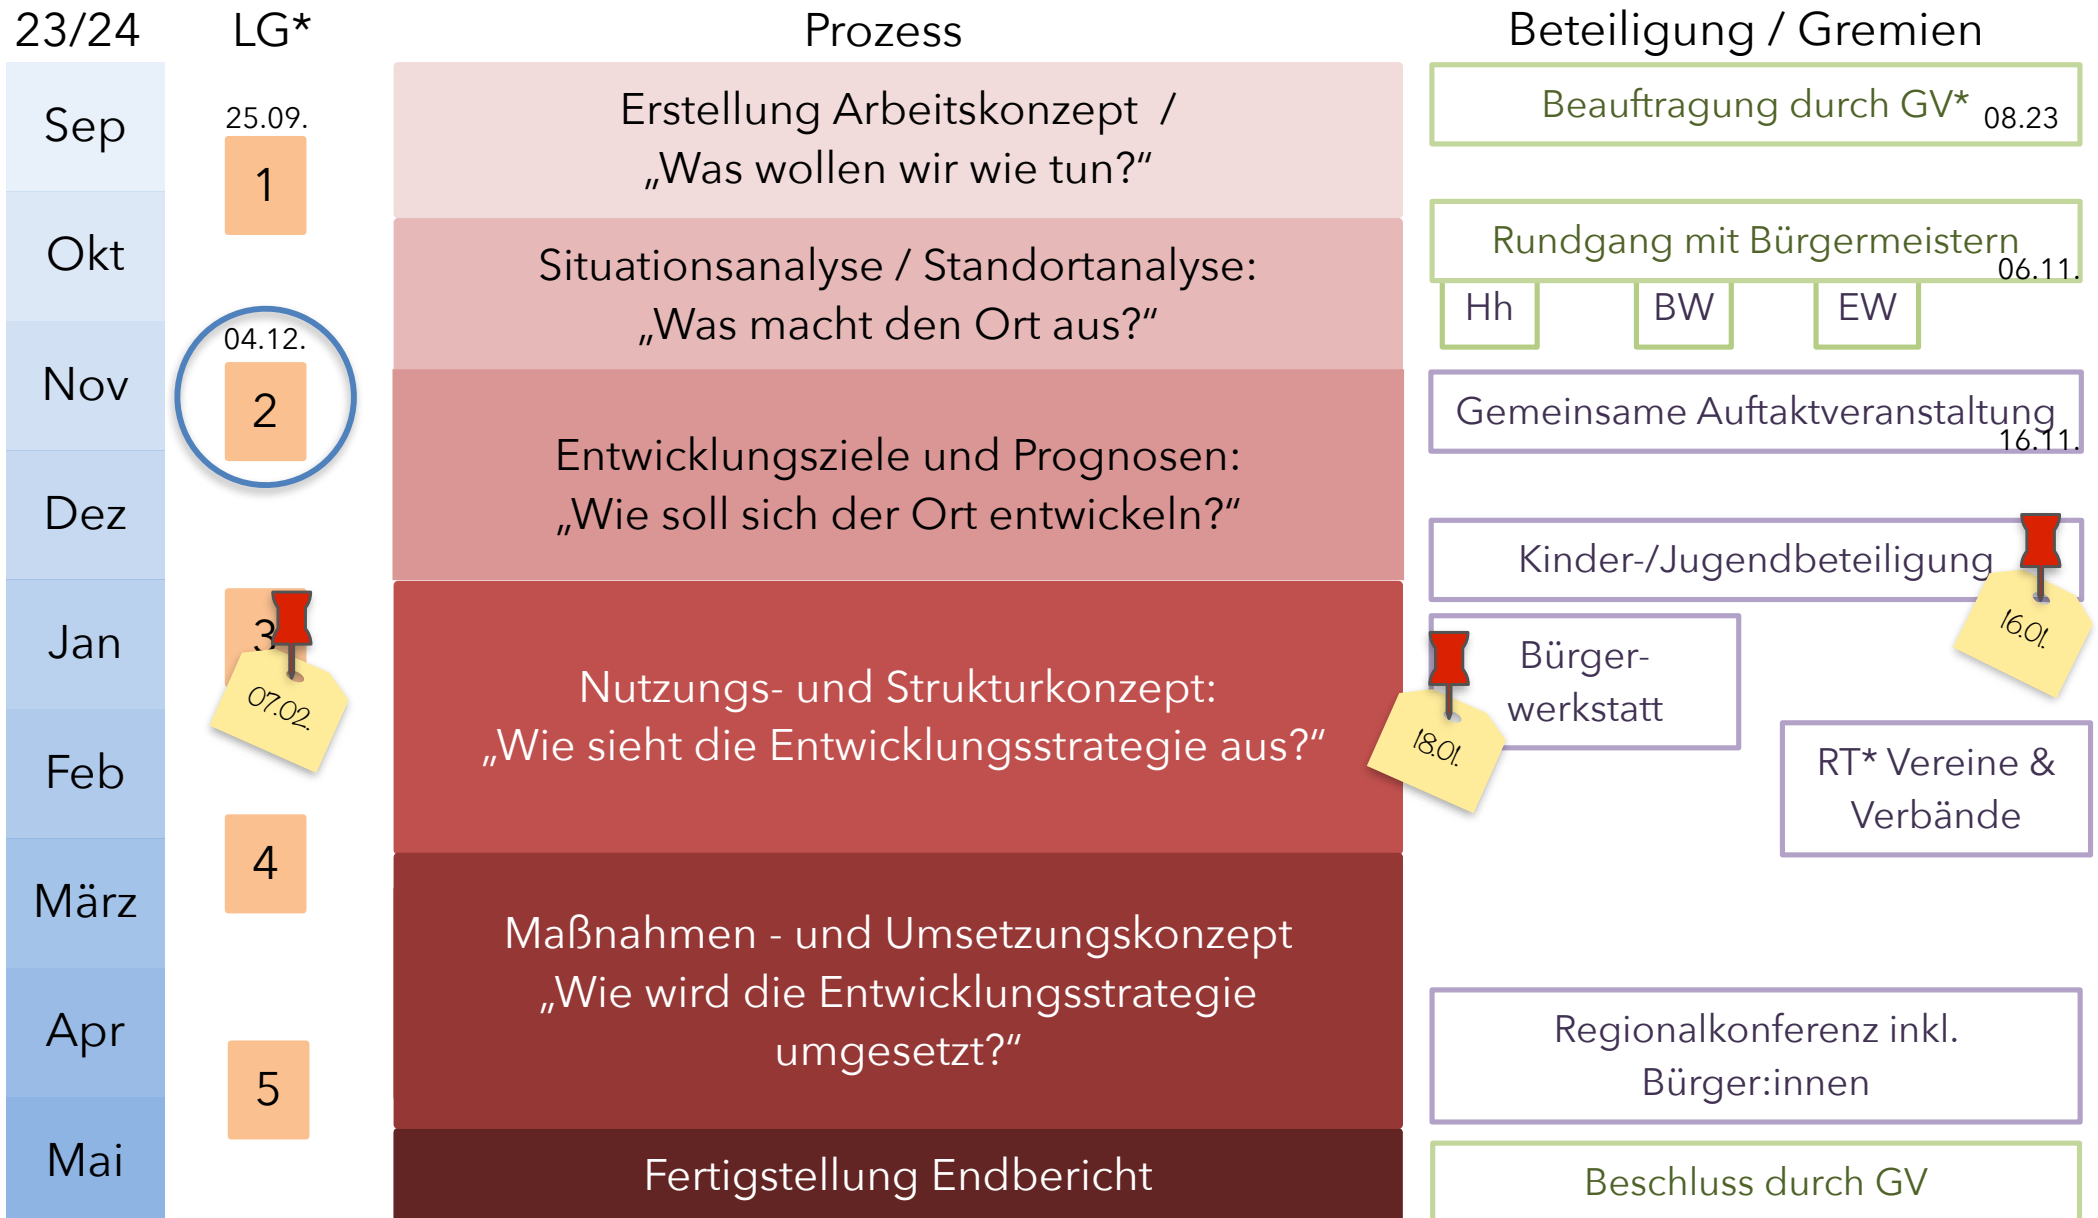 23/24
LG*
Prozess
Beteiligung / Gremien
Sep
Okt
Nov
Dez
Jan
Feb
März
Apr
Mai
25.09.
1
04.12.
2
3
07.02.
4
5
Erstellung Arbeitskonzept /
„Was wollen wir wie tun?“
Situationsanalyse / Standortanalyse:
„Was macht den Ort aus?“
Entwicklungsziele und Prognosen:
„Wie soll sich der Ort entwickeln?“
Nutzungs- und Strukturkonzept:
„Wie sieht die Entwicklungsstrategie aus?“
Maßnahmen - und Umsetzungskonzept
„Wie wird die Entwicklungsstrategie
umgesetzt?“
Fertigstellung Endbericht
Beauftragung durch GV*
08.23
Rundgang mit Bürgermeistern
06.11.
Hh
BW
EW
Gemeinsame Auftaktveranstaltung
16.11.
Kinder-/Jugendbeteiligung
16.01.
Bürger-
werkstatt
18.01.
RT* Vereine &
Verbände
Regionalkonferenz inkl.
Bürger:innen
Beschluss durch GV